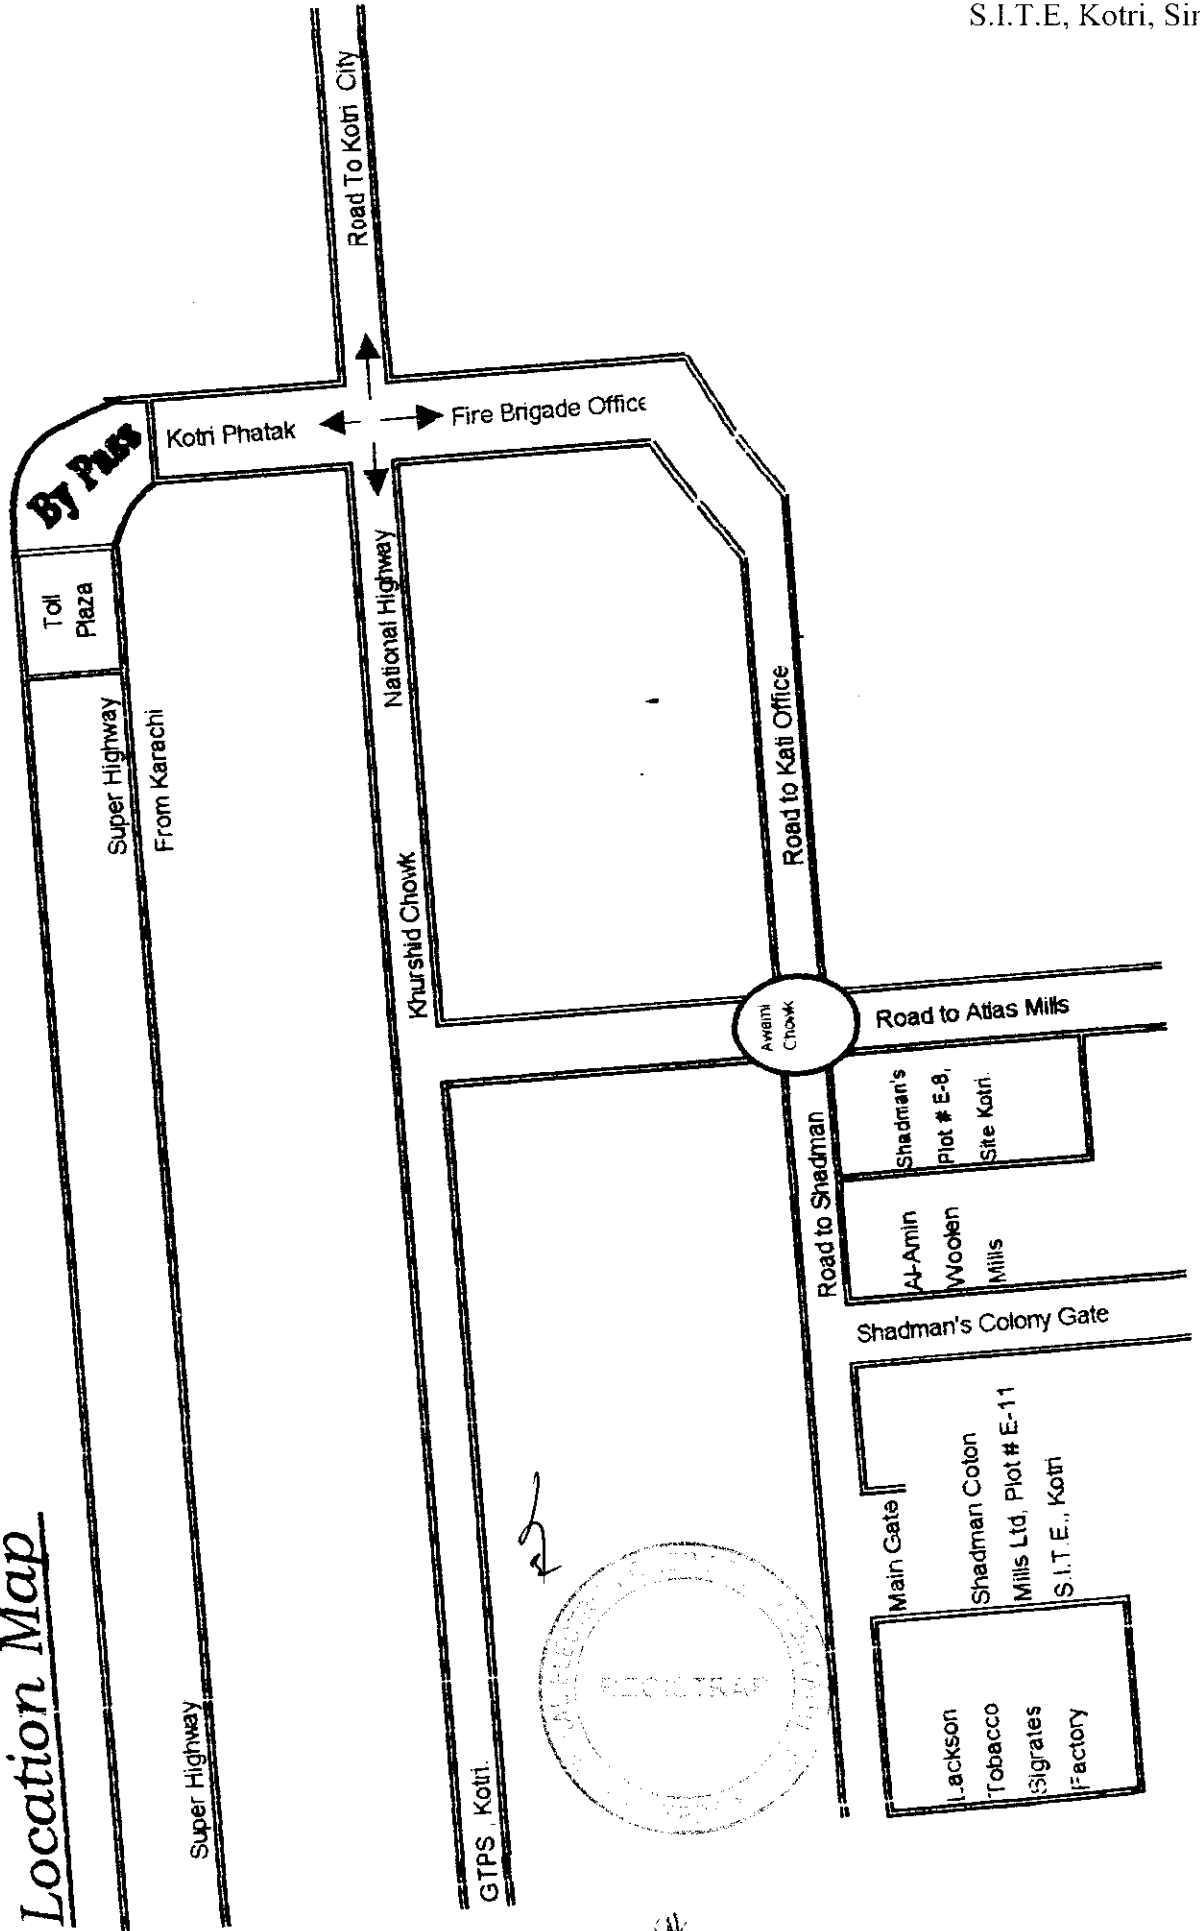 S.I.T.E, Kotri,
Location Map
Super Highway
Super Highway
From Karachi
Toll
Plaza
By Pass
Kotri Phatak
Road To Kotri City
Fire Brigade Office
National Highway
Khurshid Chowk
GTPS , Kotri.
Road to Kati Office
Awami
Chowk
Road to Atlas Mills
Road to Shadman
Shadman's
Plot # E-8,
Site Kotri.
Al-Amin
Woolen
Mills
Shadman's Colony Gate
Main Gate
Shadman Coton
Mills Ltd, Plot # E-11
S.I.T.E., Kotri
Lackson
Tobacco
Sigrates
Factory
REGISTRAR